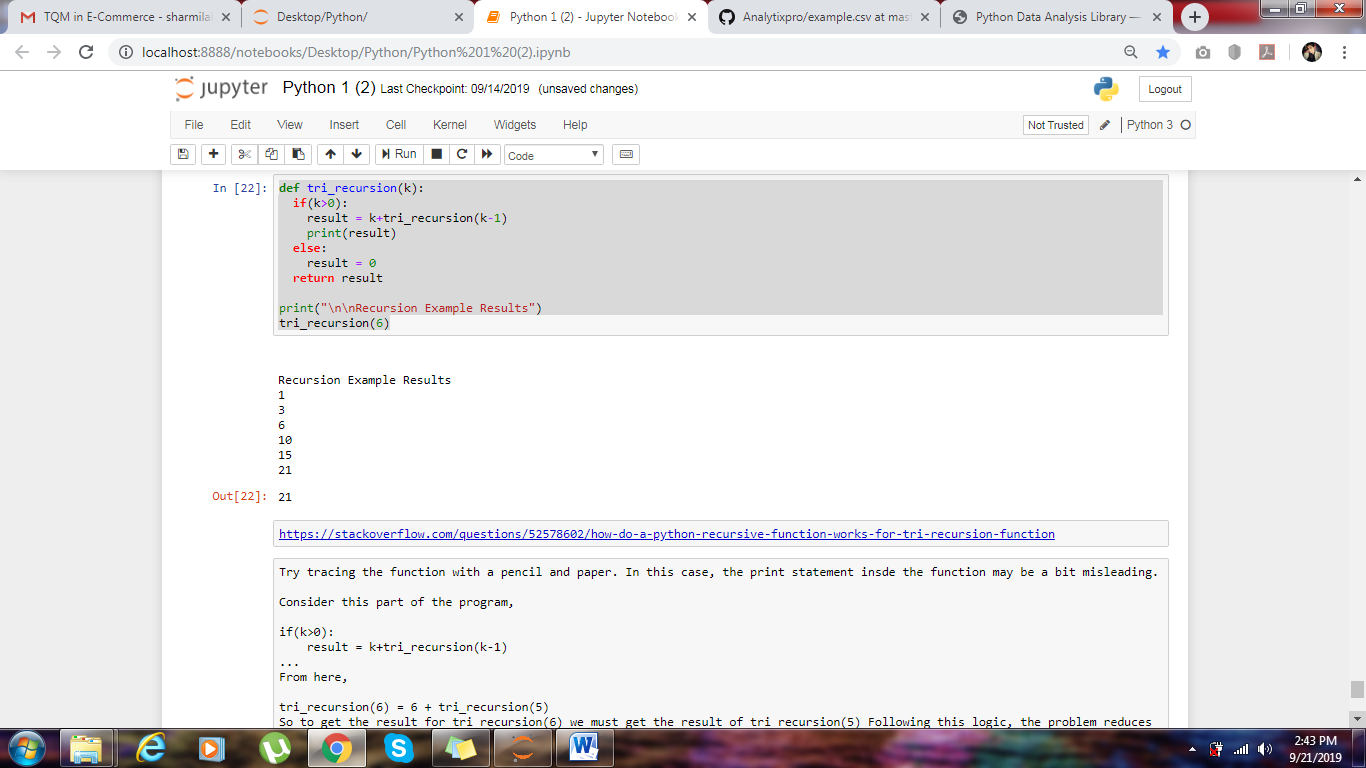 TQM in E-Commerce - sharmila
Desktop/Python/
Python 1 (2) - Jupyter Notebook
Analytixpro/example.csv at mas
Python Data Analysis Library —
localhost:8888/notebooks/Desktop/Python/Python%201%20(2).ipynb
jupyter Python 1 (2) Last Checkpoint: 09/14/2019 (unsaved changes)
Logout
File Edit View Insert Cell Kernel Widgets Help
Not Trusted Python 3
Run Code
In [22]: def tri_recursion(k):
  if(k>0):
    result = k+tri_recursion(k-1)
    print(result)
  else:
    result = 0
  return result
print("\n\nRecursion Example Results")
tri_recursion(6)
Recursion Example Results
1
3
6
10
15
21
Out[22]: 21
https://stackoverflow.com/questions/52578602/how-do-a-python-recursive-function-works-for-tri-recursion-function
Try tracing the function with a pencil and paper. In this case, the print statement insde the function may be a bit misleading.
Consider this part of the program,
if(k>0):
    result = k+tri_recursion(k-1)
...
From here,
tri_recursion(6) = 6 + tri_recursion(5)
So to get the result for tri_recursion(6) we must get the result of tri_recursion(5) Following this logic, the problem reduces
2:43 PM
9/21/2019